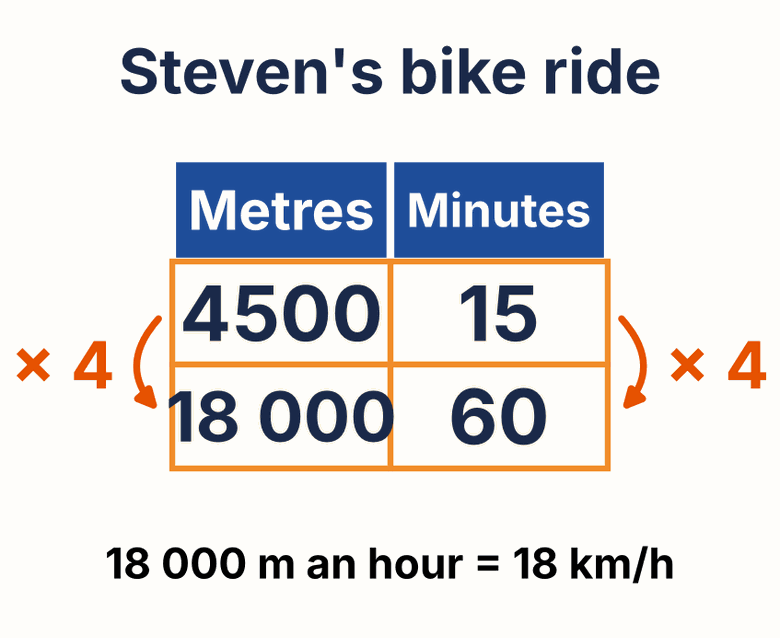 Steven's bike ride
Metres Minutes
4500 15
× 4 × 4
18 000 60
18 000 m an hour = 18 km/h